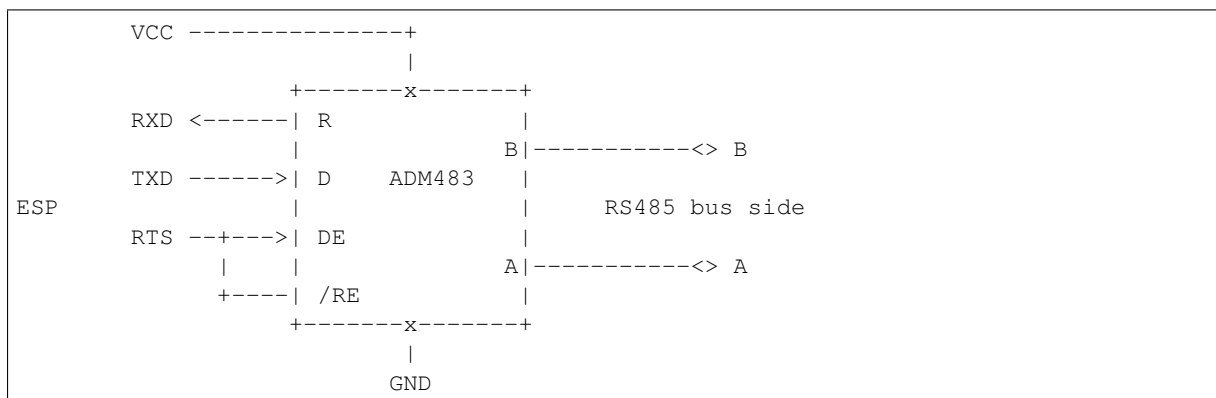 VCC ---------------+
|
+-------x-------+
RXD <------| R |
| B|-----------<> B
TXD ------>| D ADM483 |
ESP | | RS485 bus side
RTS --+--->| DE |
| | A|-----------<> A
+----| /RE |
+-------x-------+
|
GND